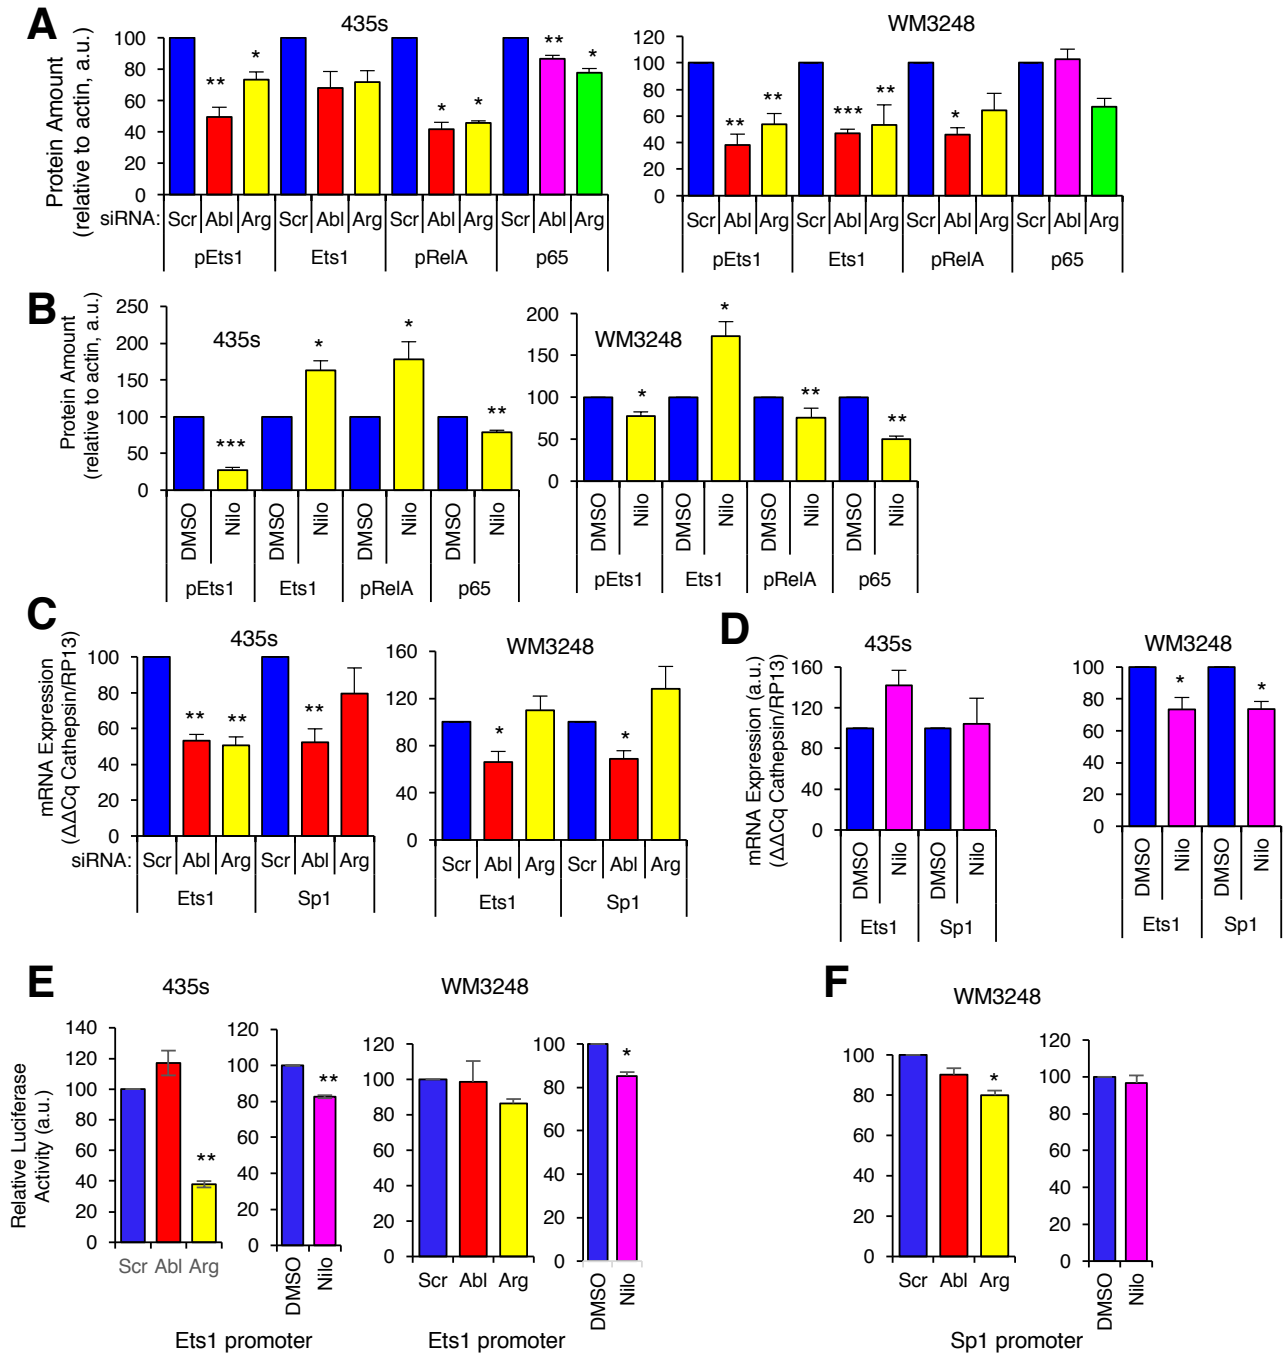 A
435s
WM3248
Protein Amount
(relative to actin, a.u.)
100
80
60
40
20
0
** * * * ** *
120
100
80
60
40
20
0
** ** *** ** *
siRNA: Scr Abl Arg Scr Abl Arg Scr Abl Arg Scr Abl Arg
pEts1 Ets1 pRelA p65
Scr Abl Arg Scr Abl Arg Scr Abl Arg Scr Abl Arg
pEts1 Ets1 pRelA p65
B
435s
WM3248
Protein Amount
(relative to actin, a.u.)
250
200
150
100
50
0
*** * * **
200
150
100
50
0
* * ** **
DMSO Nilo DMSO Nilo DMSO Nilo DMSO Nilo
pEts1 Ets1 pRelA p65
DMSO Nilo DMSO Nilo DMSO Nilo DMSO Nilo
pEts1 Ets1 pRelA p65
C
435s
WM3248
mRNA Expression
(ΔΔCq Cathepsin/RP13)
100
80
60
40
20
0
** ** **
160
120
80
40
0
* *
siRNA: Scr Abl Arg Scr Abl Arg
Ets1 Sp1
Scr Abl Arg Scr Abl Arg
Ets1 Sp1
D
435s
WM3248
mRNA Expression (a.u.)
(ΔΔCq Cathepsin/RP13)
160
120
80
40
0
100
80
60
40
20
0
* *
DMSO Nilo DMSO Nilo
Ets1 Sp1
DMSO Nilo DMSO Nilo
Ets1 Sp1
E
435s
WM3248
Relative Luciferase
Activity (a.u.)
140
120
100
80
60
40
20
0
**
Scr Abl Arg
120
100
80
60
40
20
0
**
DMSO Nilo
Ets1 promoter
120
100
80
60
40
20
0
Scr Abl Arg
100
80
60
40
20
0
*
DMSO Nilo
Ets1 promoter
F
WM3248
100
80
60
40
20
0
*
Scr Abl Arg
120
100
80
60
40
20
0
DMSO Nilo
Sp1 promoter